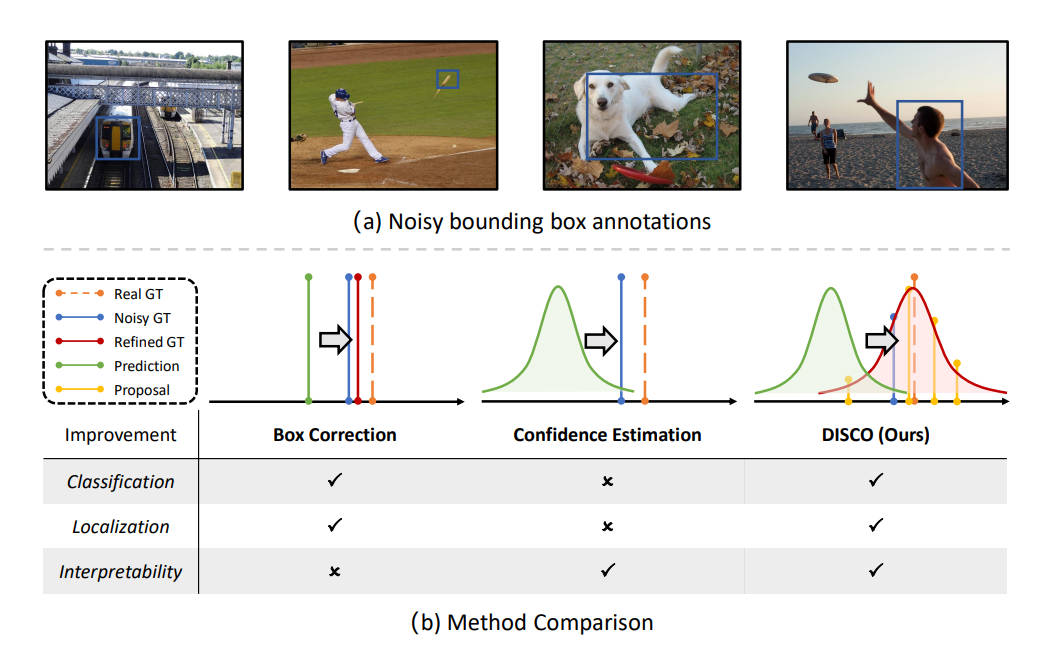 (a) Noisy bounding box annotations
Real GT
Noisy GT
Refined GT
Prediction
Proposal
Improvement Box Correction Confidence Estimation DISCO (Ours)
Classification ✓ ✗ ✓
Localization ✓ ✗ ✓
Interpretability ✗ ✓ ✓
(b) Method Comparison